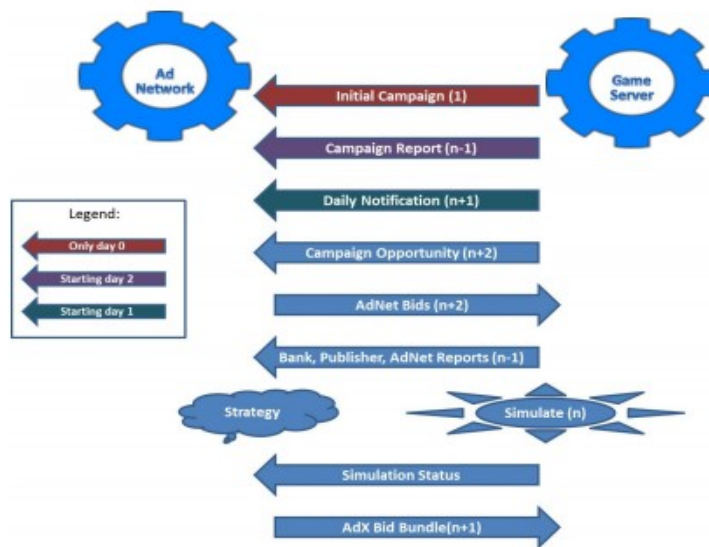 Ad
Network
Game
Server
Initial Campaign (1)
Campaign Report (n-1)
Daily Notification (n+1)
Legend:
Only day 0
Starting day 2
Starting day 1
Campaign Opportunity (n+2)
AdNet Bids (n+2)
Bank, Publisher, AdNet Reports (n-1)
Strategy
Simulate (n)
Simulation Status
AdX Bid Bundle(n+1)